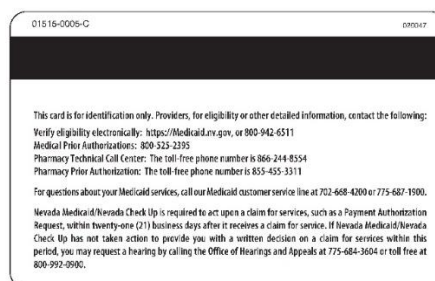 01516-0005-C
020047
This card is for identification only. Providers, for eligibility or other detailed information, contact the following:
Verify eligibility electronically: https://Medicaid.nv.gov, or 800-942-6511
Medical Prior Authorizations: 800-525-2395
Pharmacy Technical Call Center: The toll-free phone number is 866-244-8554
Pharmacy Prior Authorization: The toll-free phone number is 855-455-3311
For questions about your Medicaid services, call our Medicaid customer service line at 702-668-4200 or 775-687-1900.
Nevada Medicaid/Nevada Check Up is required to act upon a claim for services, such as a Payment Authorization
Request, within twenty-one (21) business days after it receives a claim for service. If Nevada Medicaid/Nevada
Check Up has not taken action to provide you with a written decision on a claim for services within this
period, you may request a hearing by calling the Office of Hearings and Appeals at 775-684-3604 or toll free at
800-992-0900.